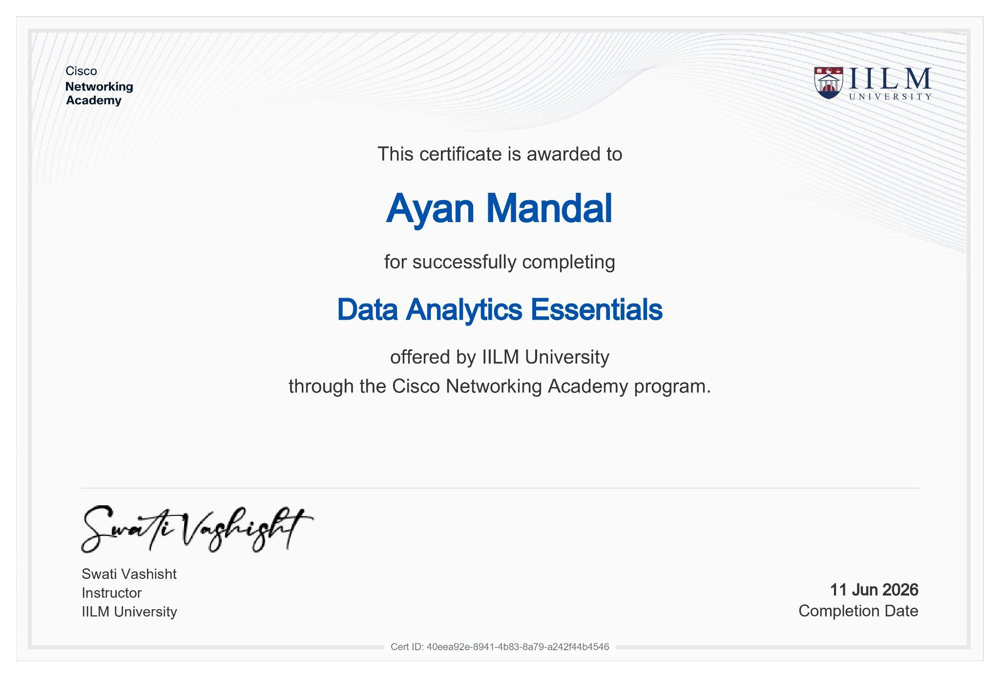 Cisco
Networking
Academy
IILM
UNIVERSITY
This certificate is awarded to
Ayan Mandal
for successfully completing
Data Analytics Essentials
offered by IILM University
through the Cisco Networking Academy program.
Swati Vashisht
Swati Vashisht
Instructor
IILM University
11 Jun 2026
Completion Date
Cert ID: 40eea92e-8941-4b83-8a79-a242f44b4546